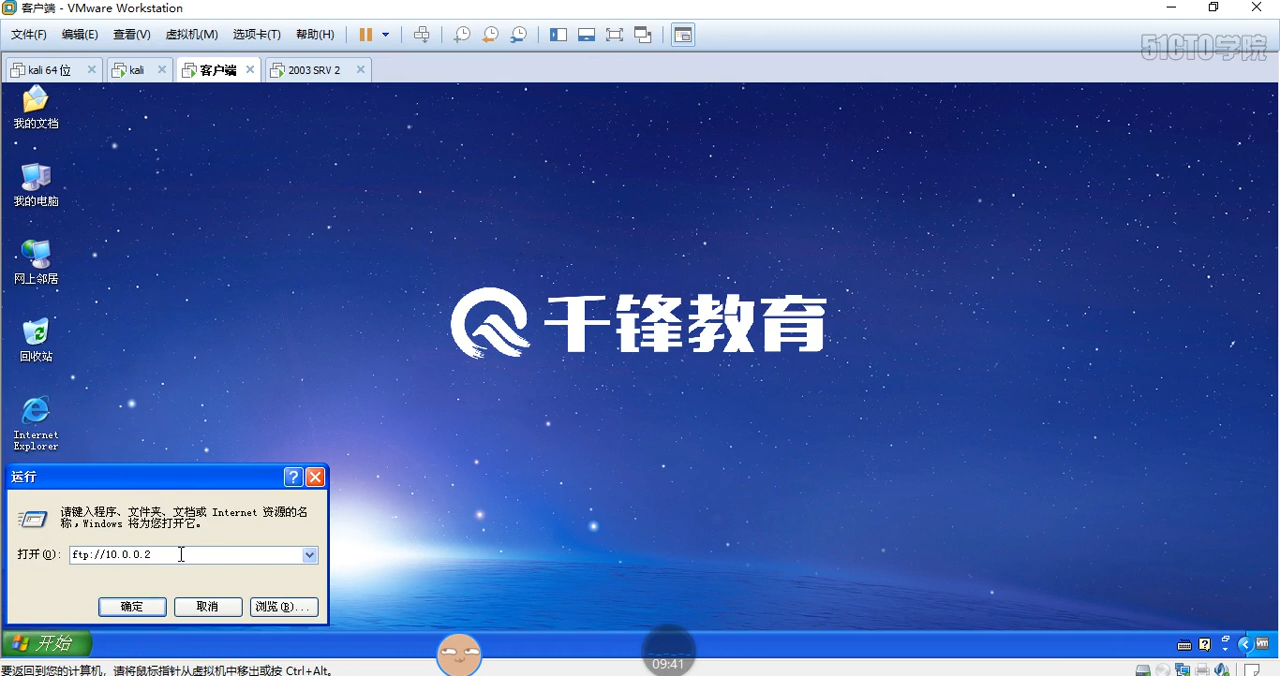 客户端 - VMware Workstation
文件(F) 编辑(E) 查看(V) 虚拟机(M) 选项卡(T) 帮助(H)
51CTO学院
kali 64 位 kali 客户端 2003 SRV 2
我的文档
我的电脑
网上邻居
回收站
Internet
Explorer
千锋教育
运行
请键入程序、文件夹、文档或 Internet 资源的名
称，Windows 将为您打开它。
打开(O): ftp://10.0.0.2
确定 取消 浏览(B)...
开始
09:41
要返回到您的计算机，请将鼠标指针从虚拟机中移出或按 Ctrl+Alt。